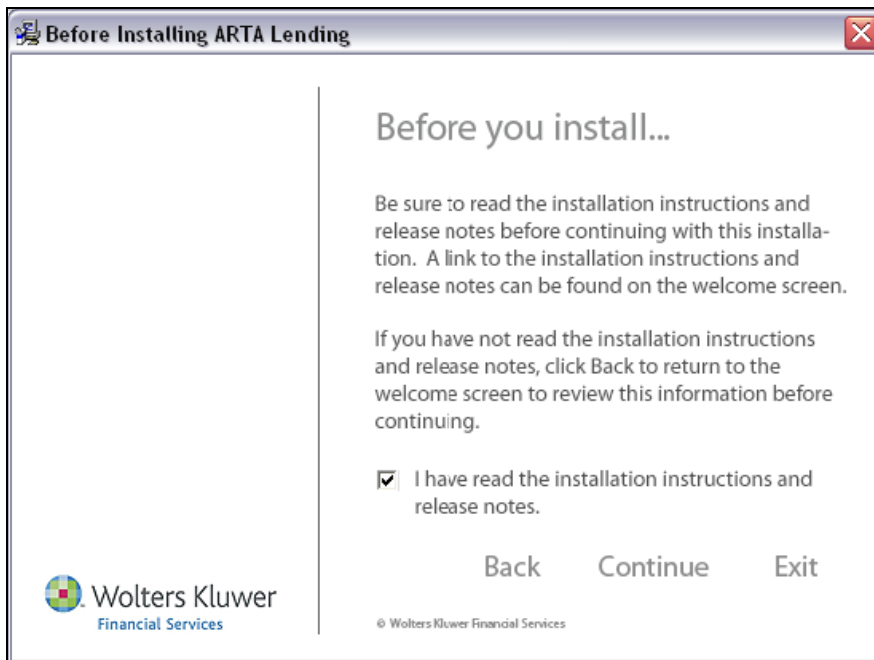 Before Installing ARTA Lending
Before you install...
Be sure to read the installation instructions and
release notes before continuing with this installa-
tion.  A link to the installation instructions and
release notes can be found on the welcome screen.
If you have not read the installation instructions
and release notes, click Back to return to the
welcome screen to review this information before
continuing.
I have read the installation instructions and
release notes.
Back Continue Exit
Wolters Kluwer
Financial Services
© Wolters Kluwer Financial Services